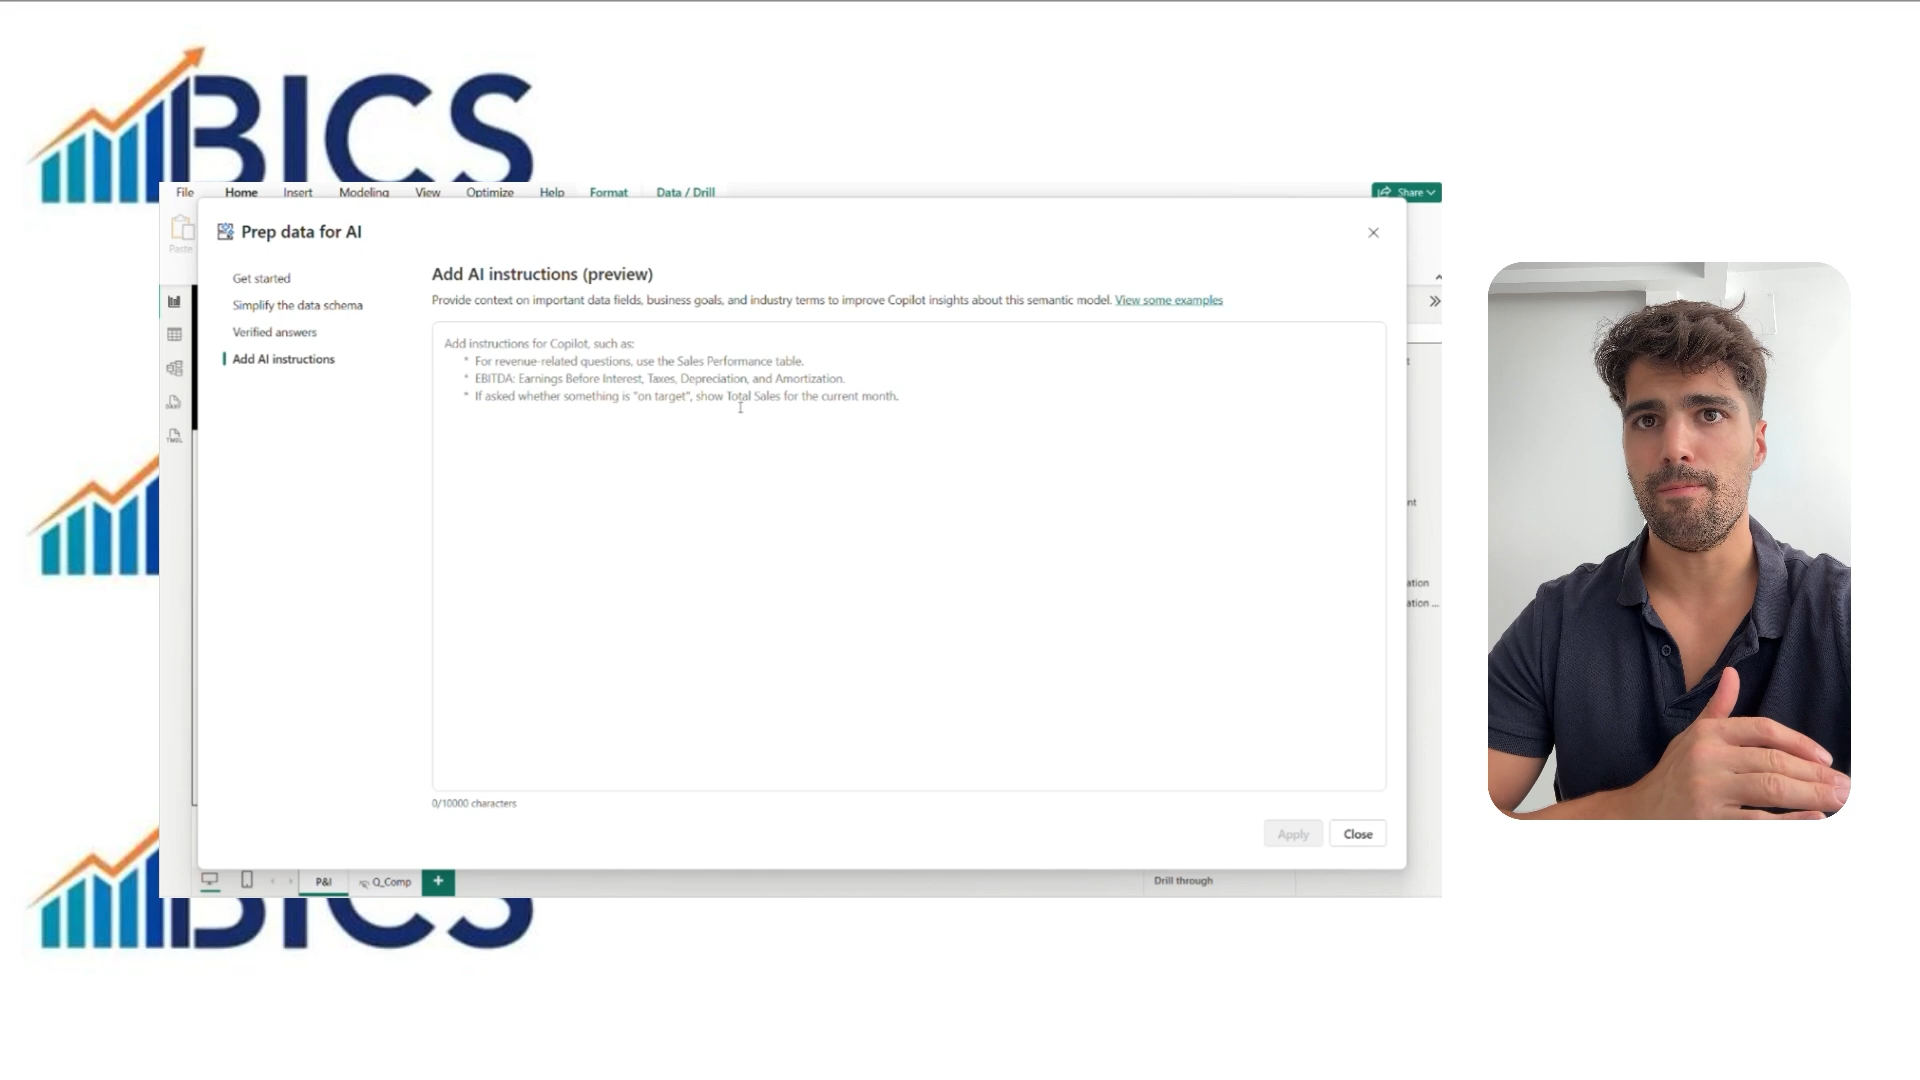 BICS
File Home Insert Modeling View Optimize Help Format Data / Drill Share
Paste
Prep data for AI
Get started
Simplify the data schema
Verified answers
Add AI instructions
Add AI instructions (preview)
Provide context on important data fields, business goals, and industry terms to improve Copilot insights about this semantic model. View some examples
Add instructions for Copilot, such as:
* For revenue-related questions, use the Sales Performance table.
* EBITDA: Earnings Before Interest, Taxes, Depreciation, and Amortization.
* If asked whether something is "on target", show Total Sales for the current month.
0/10000 characters
Apply Close
nt
ation
ation ...
P&I Q_Comp + Drill through
BICS